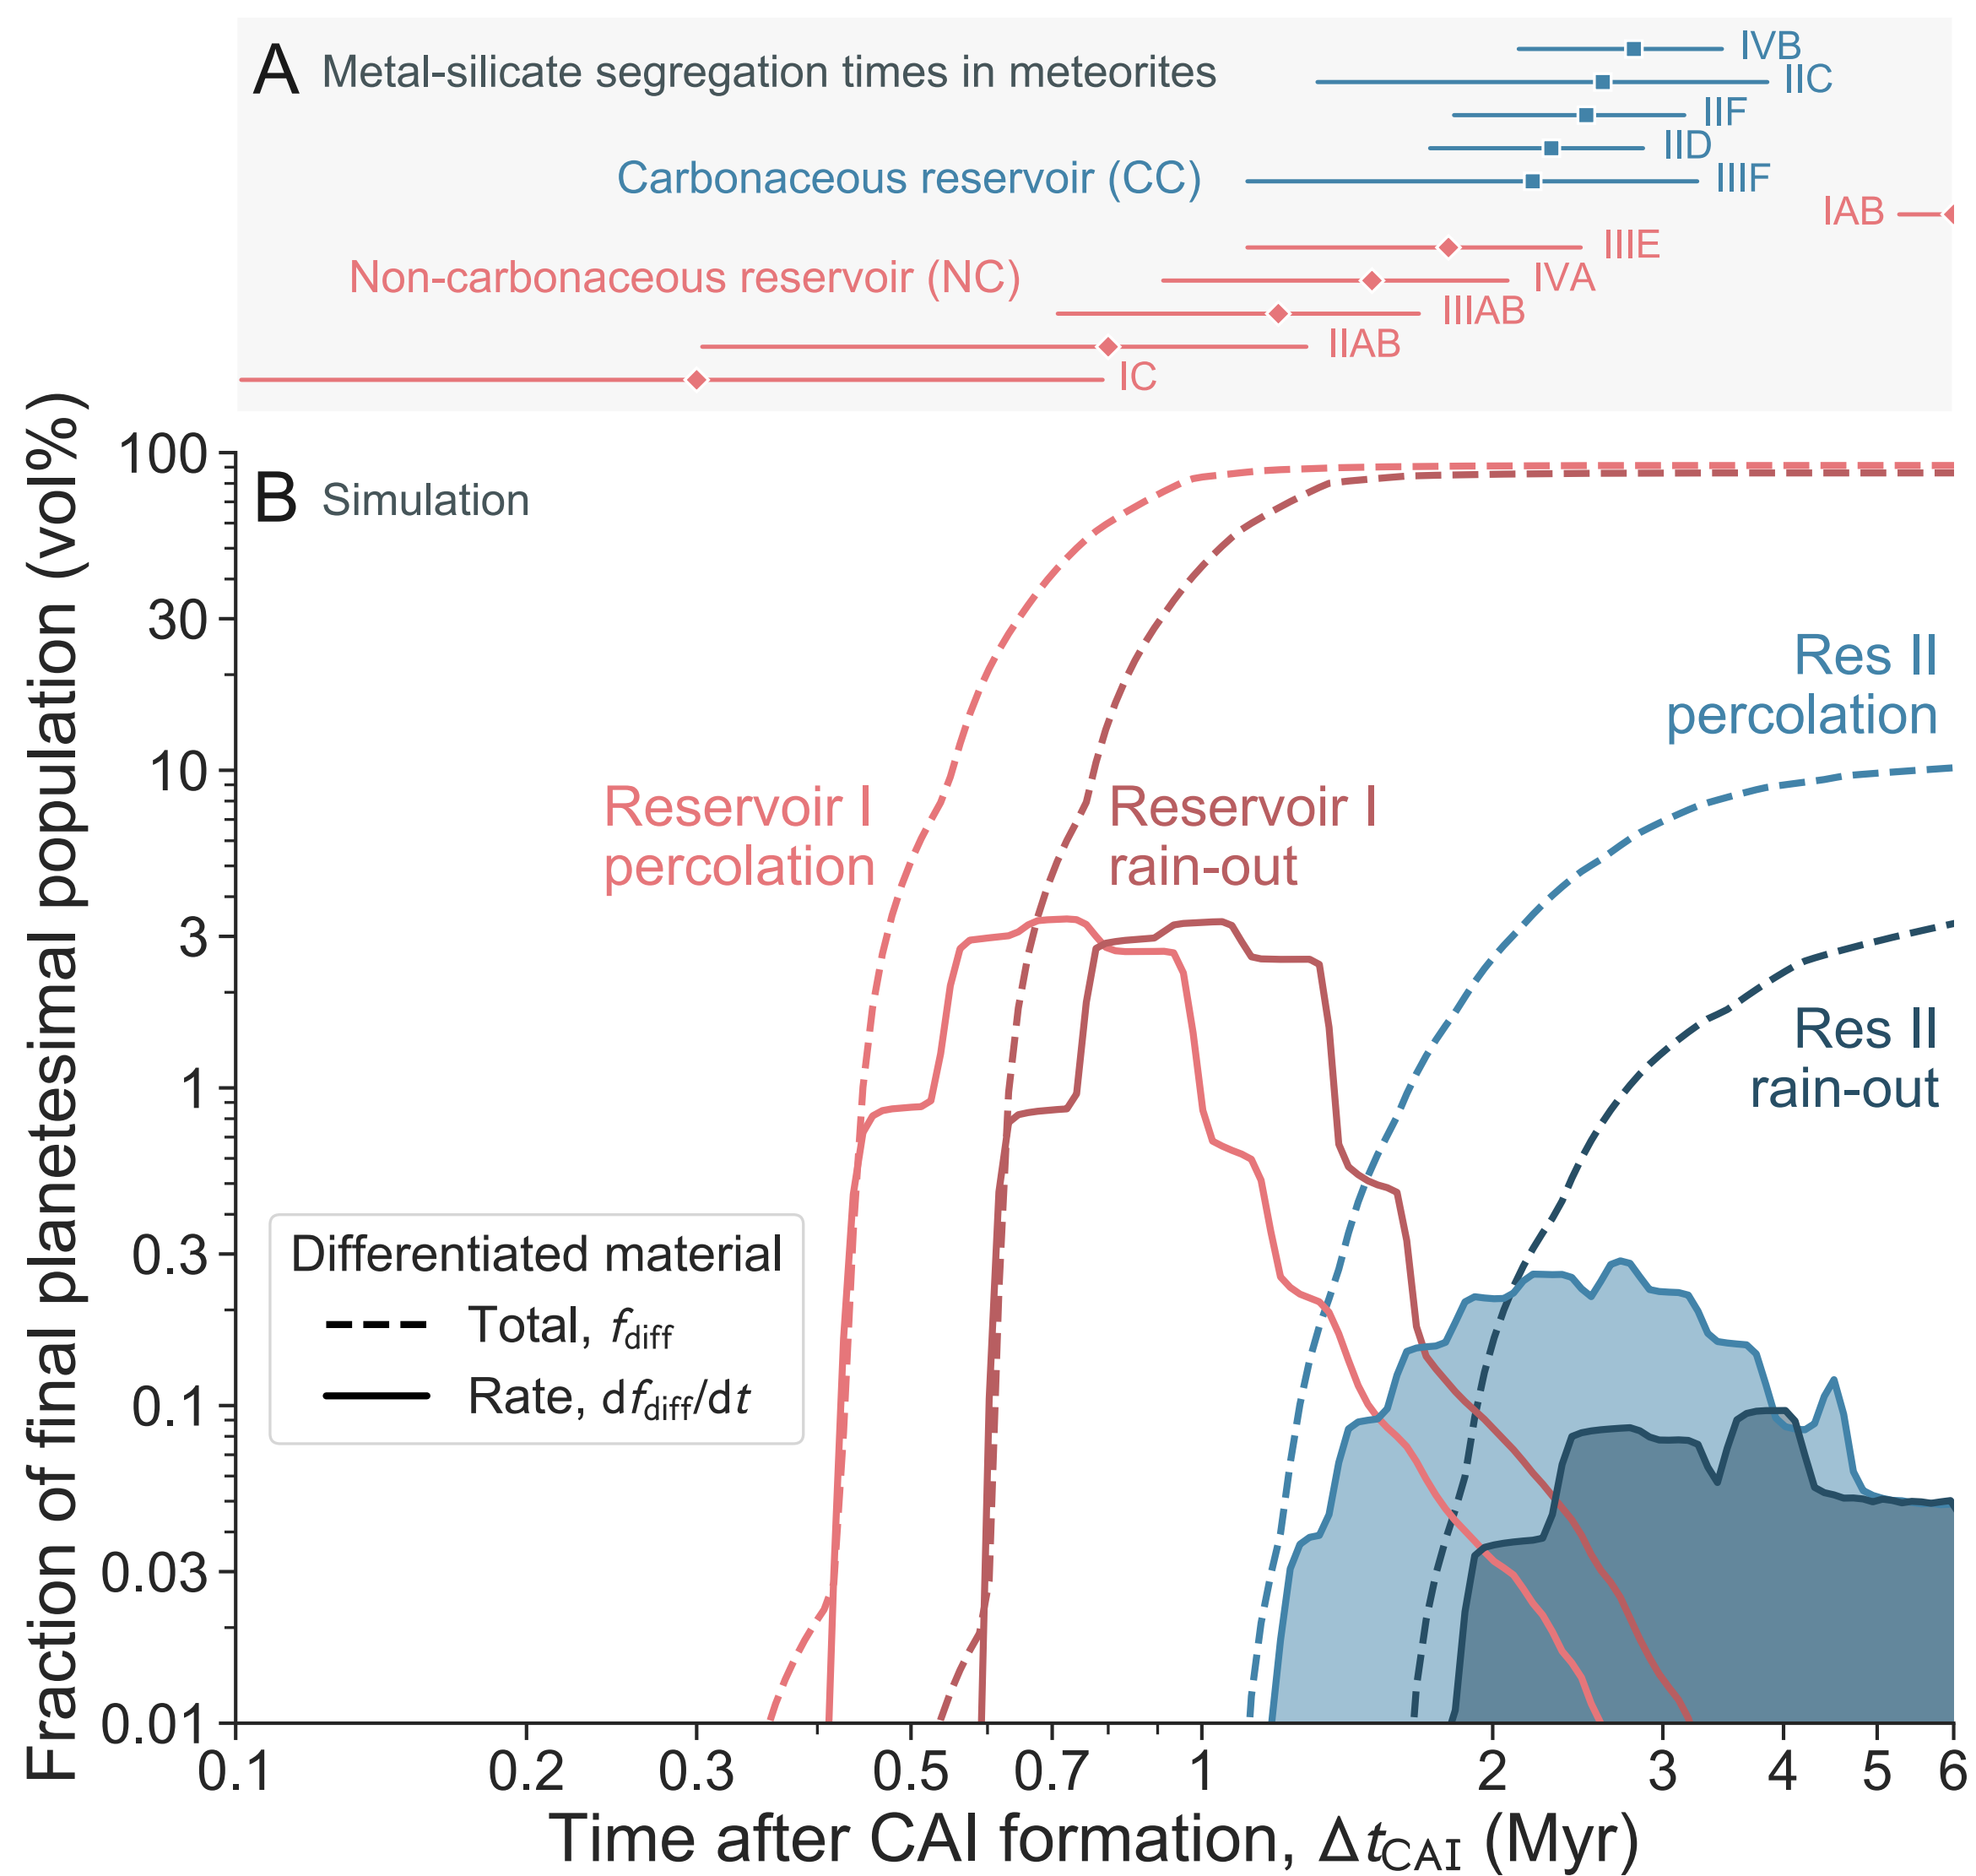 A Metal-silicate segregation times in meteorites
IVB
IIC
IIF
IID
Carbonaceous reservoir (CC)
IIIF
IAB
IIIE
Non-carbonaceous reservoir (NC)
IVA
IIIAB
IIAB
IC
Fraction of final planetesimal population (vol%)
100
30
10
3
1
0.3
0.1
0.03
0.01
B Simulation
Res II
percolation
Reservoir I
percolation
Reservoir I
rain-out
Res II
rain-out
Differentiated material
Total, f_diff
Rate, df_diff/dt
0.1 0.2 0.3 0.5 0.7 1 2 3 4 5 6
Time after CAI formation, Δt_CAI (Myr)